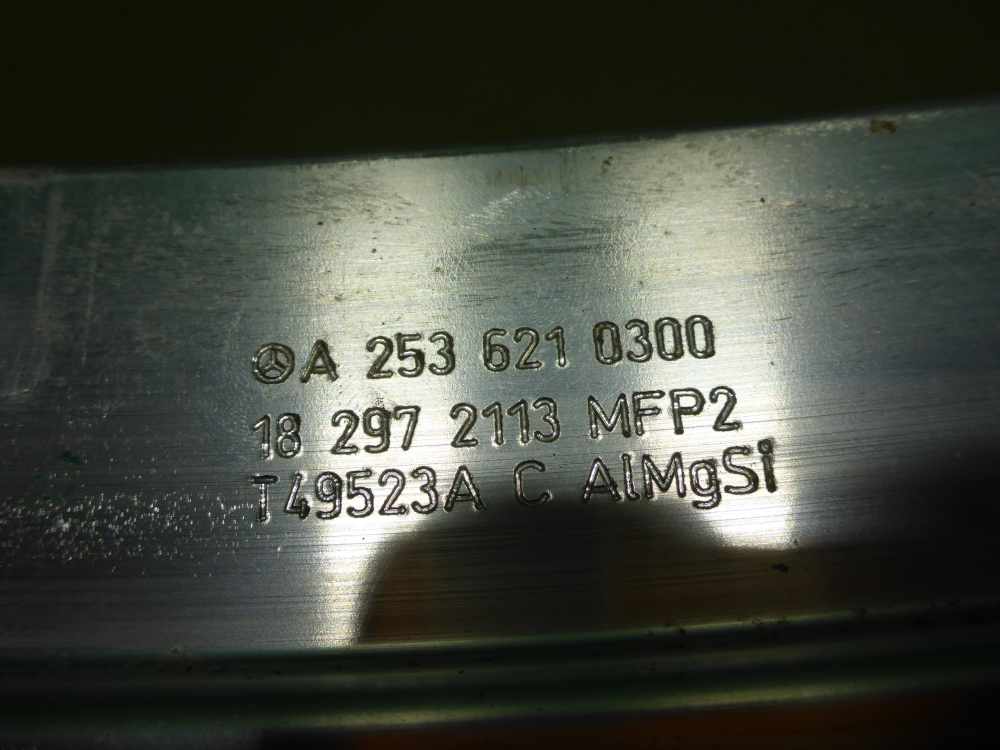 A 253 621 0300
18 297 2113 MFP2
T49523A C AlMgSi